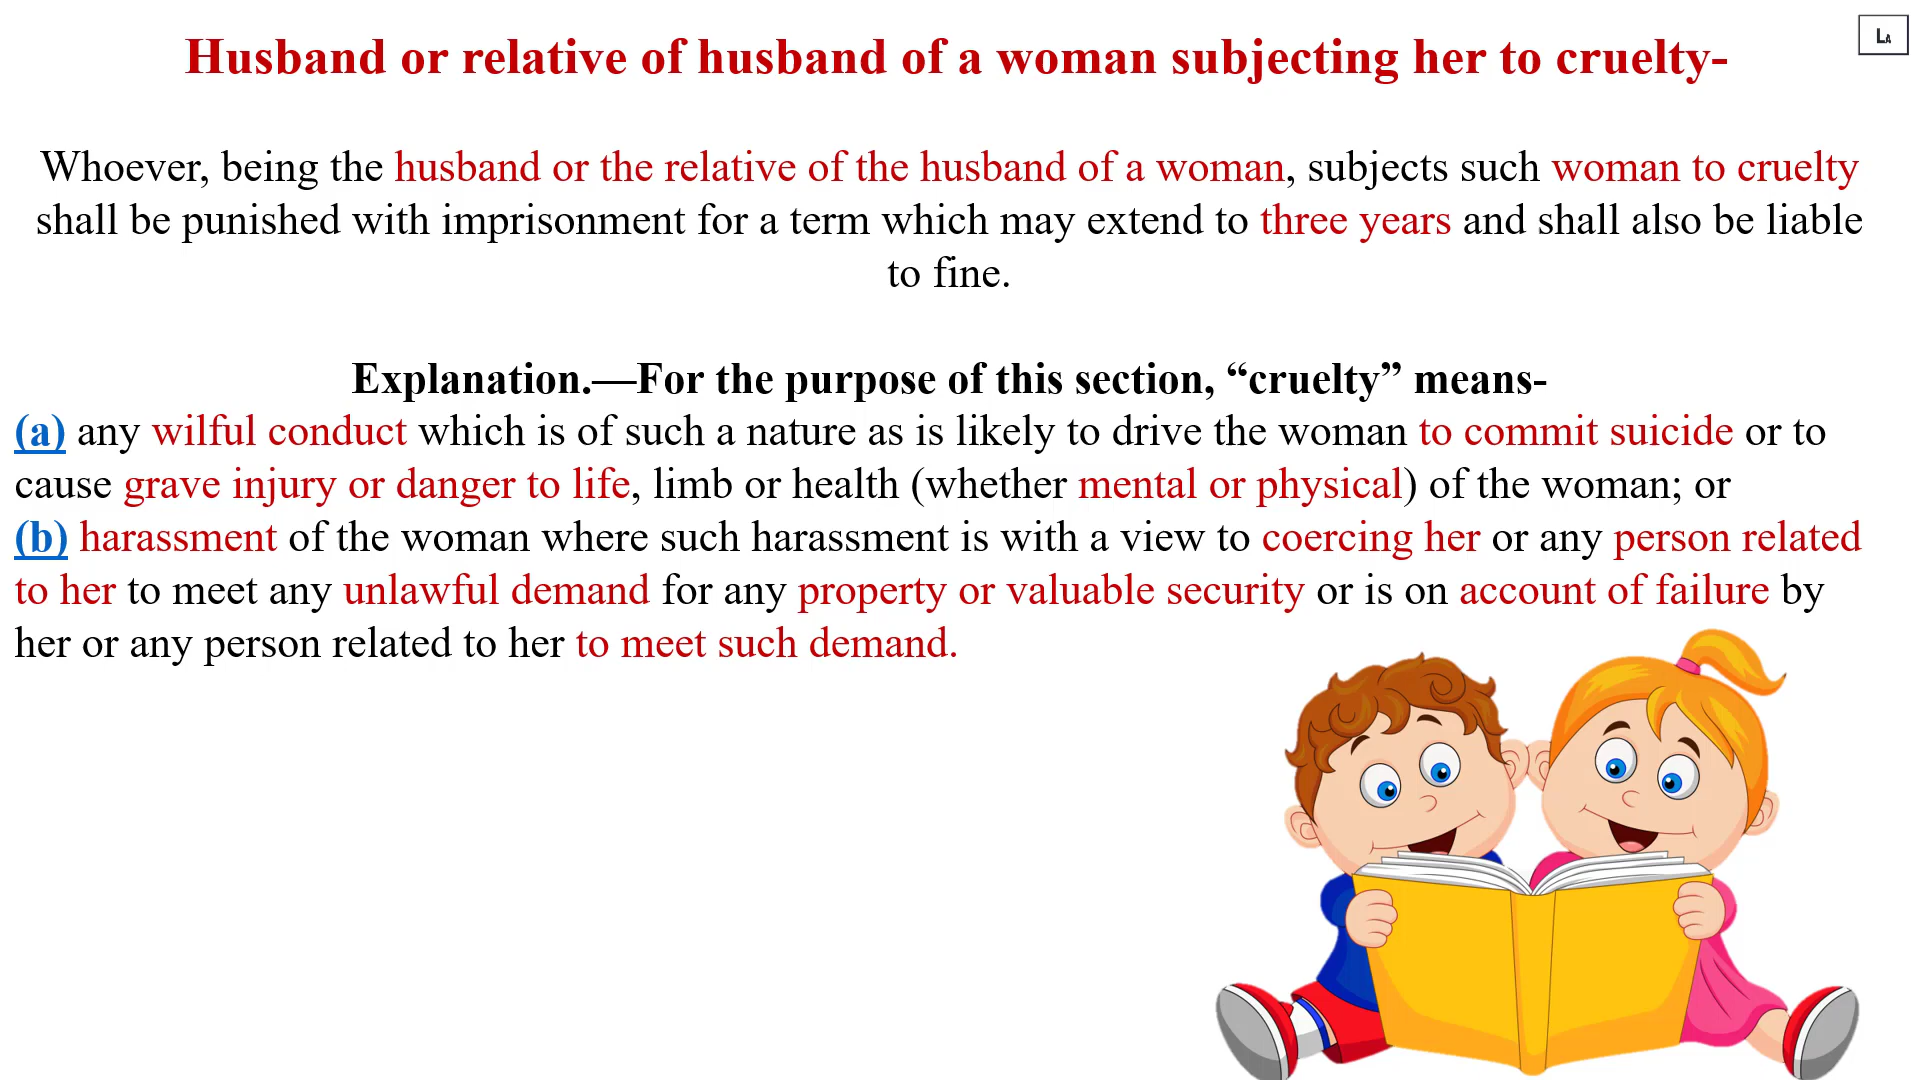 Husband or relative of husband of a woman subjecting her to cruelty-
LA
Whoever, being the husband or the relative of the husband of a woman, subjects such woman to cruelty
shall be punished with imprisonment for a term which may extend to three years and shall also be liable
to fine.
Explanation.—For the purpose of this section, “cruelty” means-
(a) any wilful conduct which is of such a nature as is likely to drive the woman to commit suicide or to
cause grave injury or danger to life, limb or health (whether mental or physical) of the woman; or
(b) harassment of the woman where such harassment is with a view to coercing her or any person related
to her to meet any unlawful demand for any property or valuable security or is on account of failure by
her or any person related to her to meet such demand.